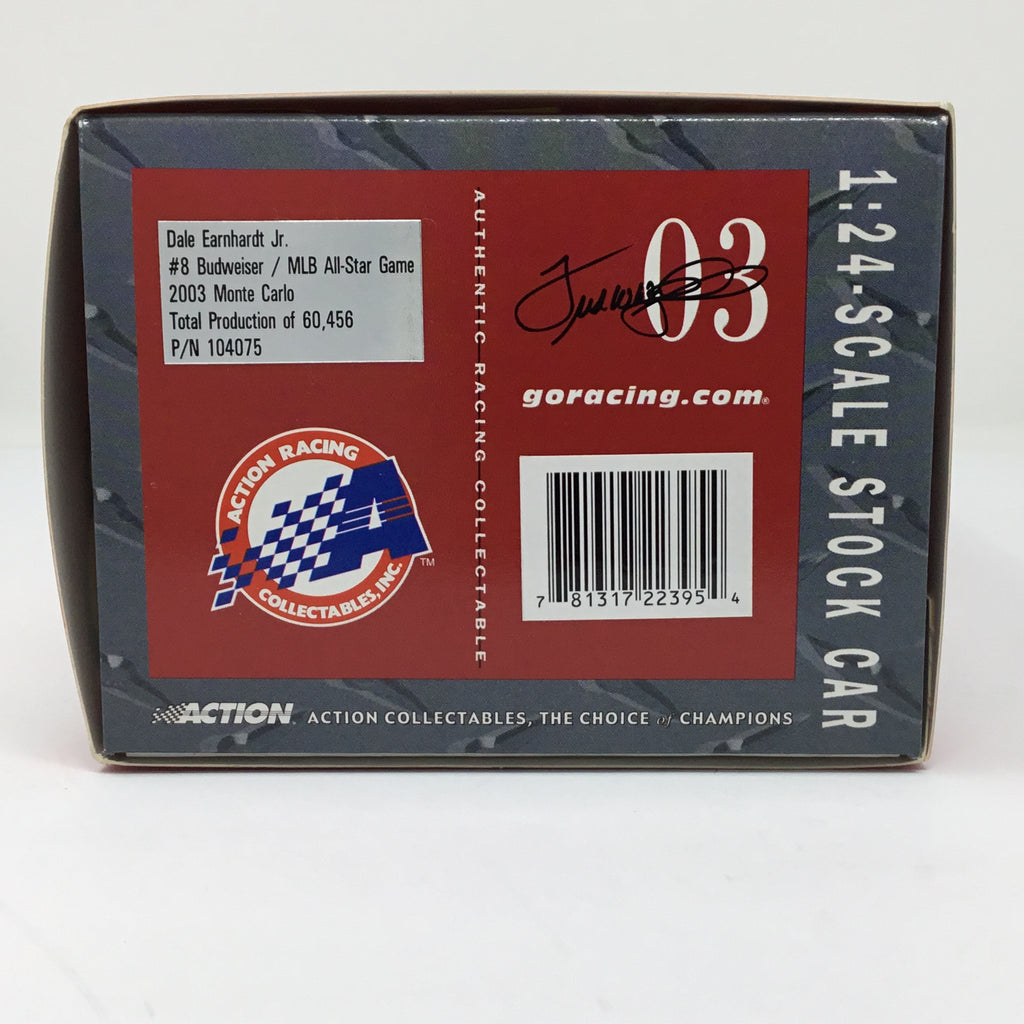 Dale Earnhardt Jr.
#8 Budweiser / MLB All-Star Game
2003 Monte Carlo
Total Production of 60,456
P/N 104075
ACTION RACING
A
COLLECTABLES, INC.
TM
AUTHENTIC RACING COLLECTABLE
03
goracing.com®
7 81317 22395 4
1:24-SCALE STOCK CAR
ACTION
ACTION COLLECTABLES, THE CHOICE of CHAMPIONS